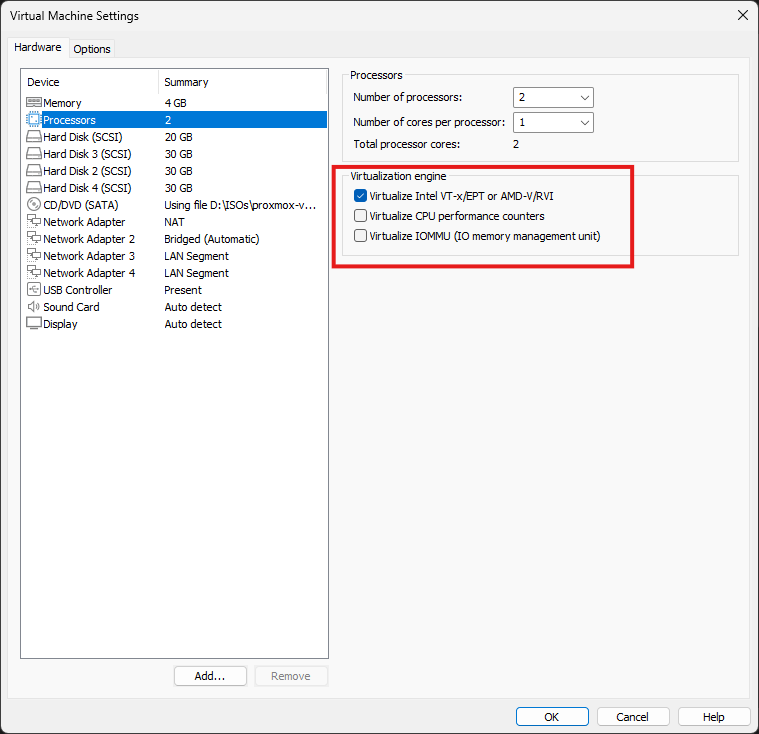 Virtual Machine Settings
Hardware Options
Device Summary
Memory 4 GB
Processors 2
Hard Disk (SCSI) 20 GB
Hard Disk 3 (SCSI) 30 GB
Hard Disk 2 (SCSI) 30 GB
Hard Disk 4 (SCSI) 30 GB
CD/DVD (SATA) Using file D:\ISOs\proxmox-v...
Network Adapter NAT
Network Adapter 2 Bridged (Automatic)
Network Adapter 3 LAN Segment
Network Adapter 4 LAN Segment
USB Controller Present
Sound Card Auto detect
Display Auto detect
Add... Remove
Processors
Number of processors: 2
Number of cores per processor: 1
Total processor cores: 2
Virtualization engine
Virtualize Intel VT-x/EPT or AMD-V/RVI
Virtualize CPU performance counters
Virtualize IOMMU (IO memory management unit)
OK Cancel Help